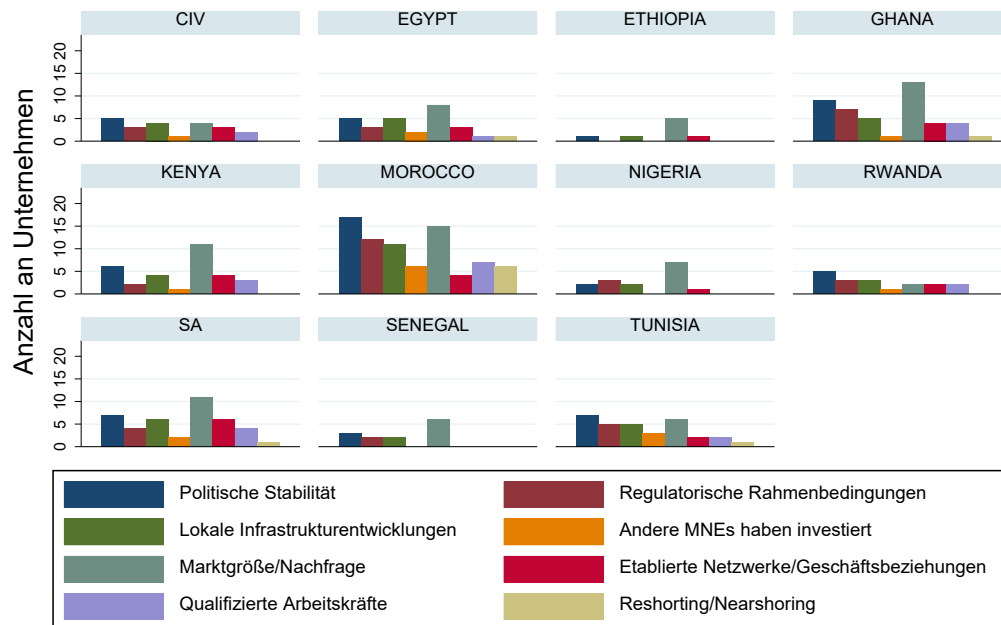 CIV EGYPT ETHIOPIA GHANA
20
15
10
5
0
KENYA MOROCCO NIGERIA RWANDA
20
15
10
5
0
SA SENEGAL TUNISIA
20
15
10
5
0
Anzahl an Unternehmen
Politische Stabilität Regulatorische Rahmenbedingungen
Lokale Infrastrukturentwicklungen Andere MNEs haben investiert
Marktgröße/Nachfrage Etablierte Netzwerke/Geschäftsbeziehungen
Qualifizierte Arbeitskräfte Reshorting/Nearshoring